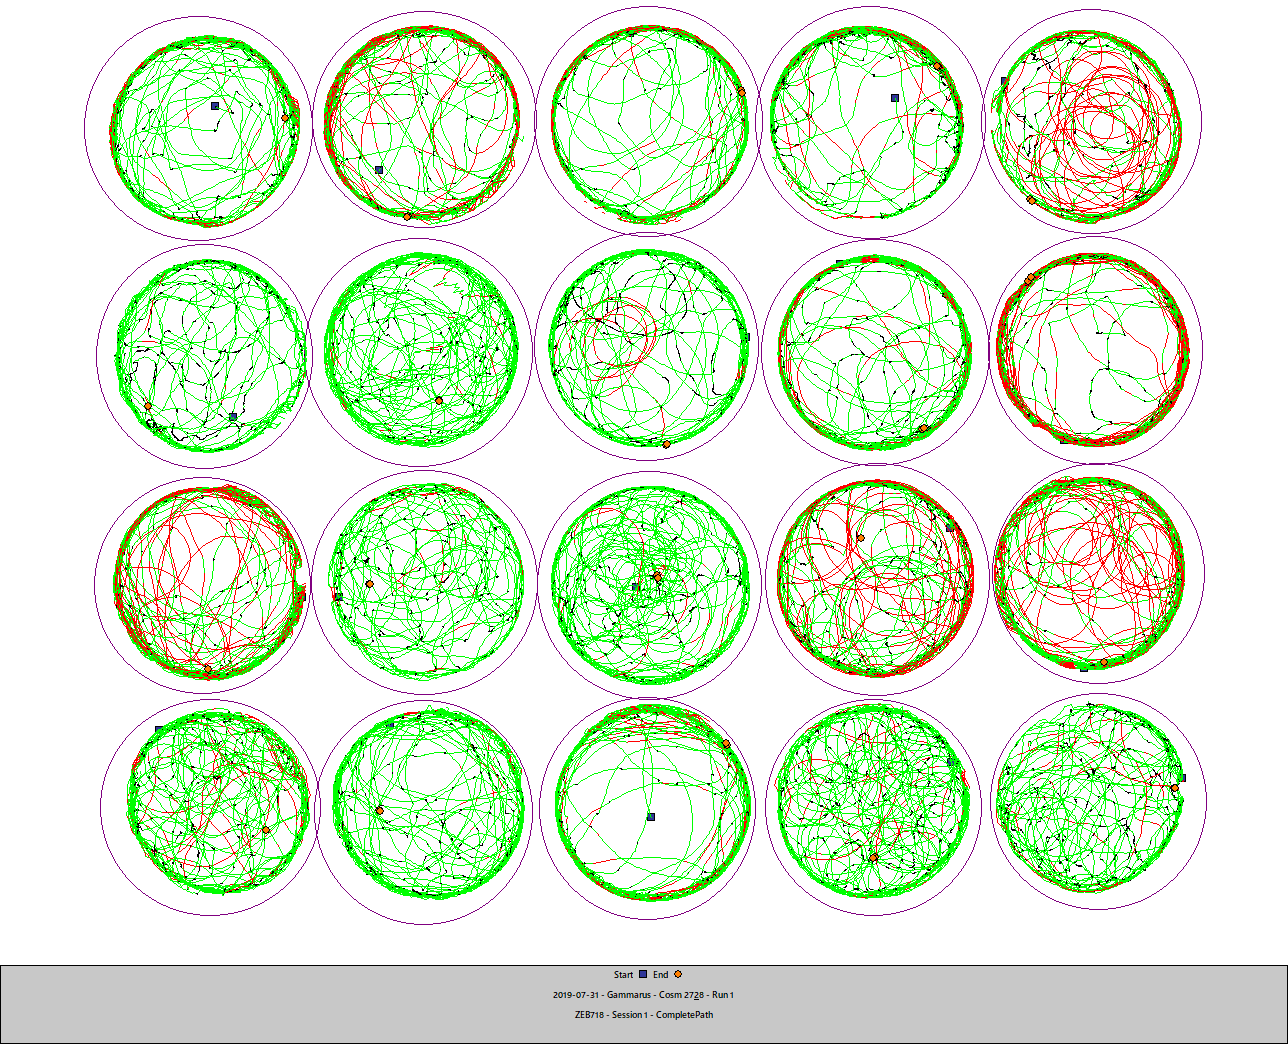 Start End
2019-07-31 - Gammarus - Cosm 2728 - Run 1
ZEB718 - Session 1 - CompletePath